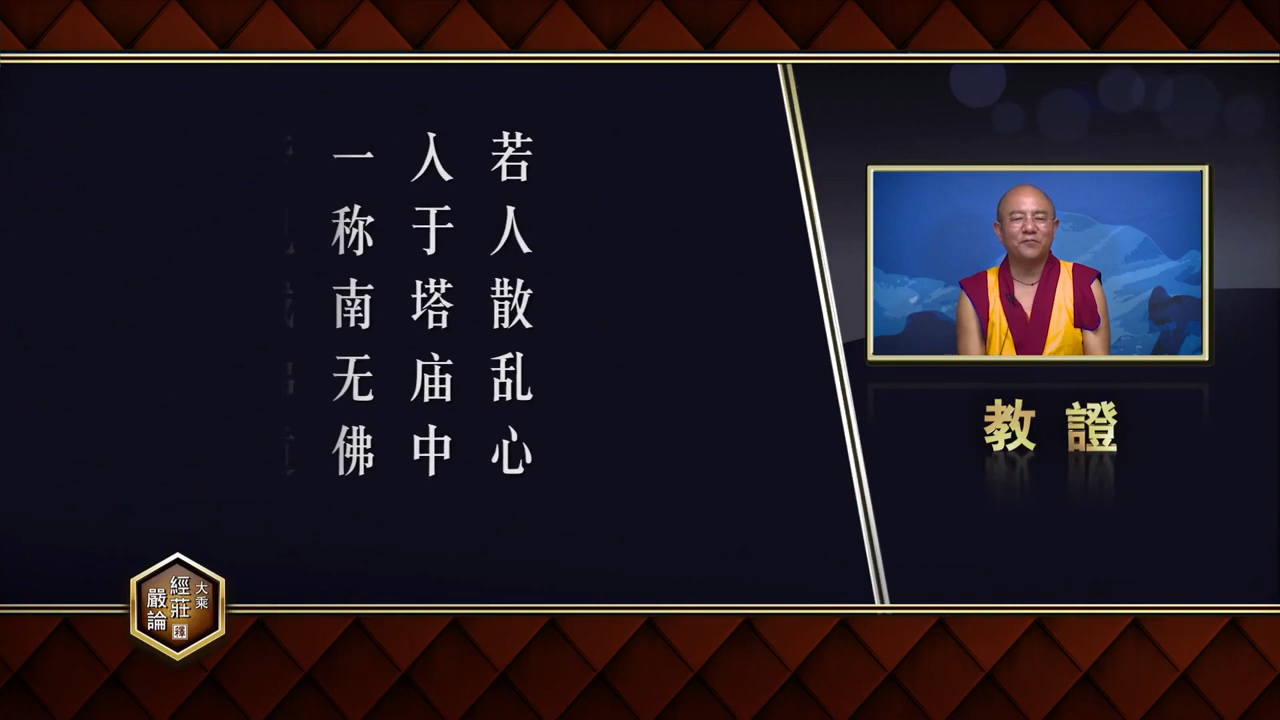 若人散乱心
入于塔庙中
一称南无佛
教證
大乘
經莊
嚴論